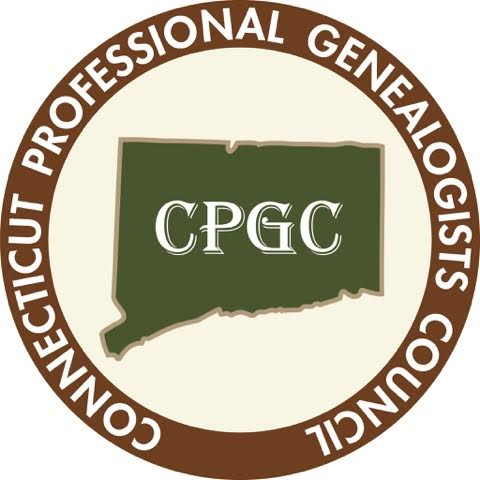 CONNECTICUT PROFESSIONAL GENEALOGISTS COUNCIL
CPGC